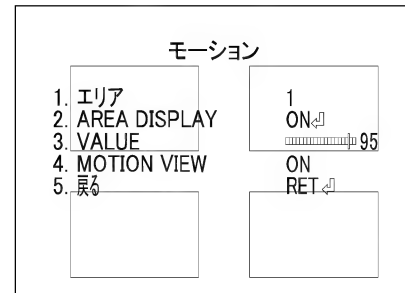 モーション
1. エリア 1
2. AREA DISPLAY ON⏎
3. VALUE 95
4. MOTION VIEW ON
5. 戻る RET⏎